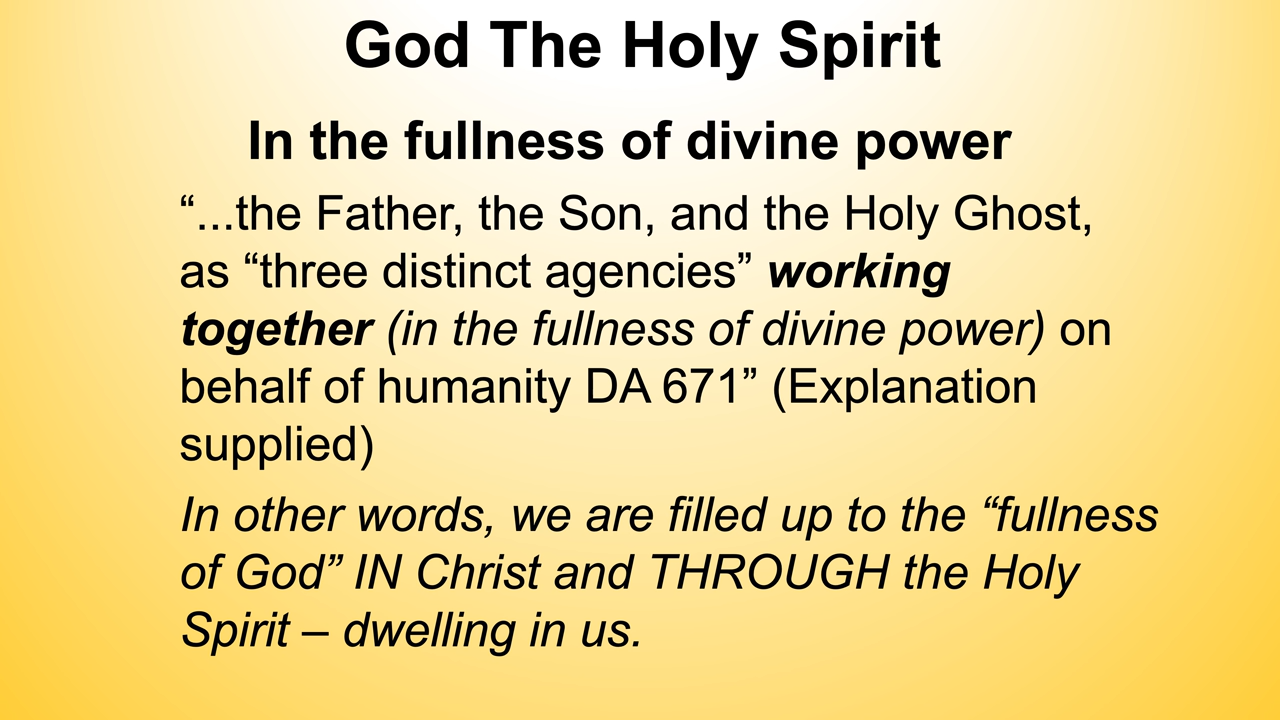 God The Holy Spirit
In the fullness of divine power
“...the Father, the Son, and the Holy Ghost,
as “three distinct agencies” working
together (in the fullness of divine power) on
behalf of humanity DA 671” (Explanation
supplied)
In other words, we are filled up to the “fullness
of God” IN Christ and THROUGH the Holy
Spirit – dwelling in us.